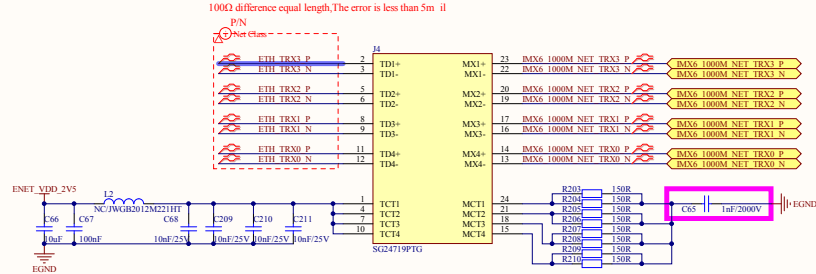 100Ω difference equal length,The error is less than 5m il
P/N
Net Class
J4
ETH_TRX3_P 2 TD1+ MX1+ 23 IMX6_1000M_NET_TRX3_P IMX6_1000M_NET_TRX3_P
ETH_TRX3_N 3 TD1- MX1- 22 IMX6_1000M_NET_TRX3_N IMX6_1000M_NET_TRX3_N
ETH_TRX2_P 5 TD2+ MX2+ 20 IMX6_1000M_NET_TRX2_P IMX6_1000M_NET_TRX2_P
ETH_TRX2_N 6 TD2- MX2- 19 IMX6_1000M_NET_TRX2_N IMX6_1000M_NET_TRX2_N
ETH_TRX1_P 8 TD3+ MX3+ 17 IMX6_1000M_NET_TRX1_P IMX6_1000M_NET_TRX1_P
ETH_TRX1_N 9 TD3- MX3- 16 IMX6_1000M_NET_TRX1_N IMX6_1000M_NET_TRX1_N
ETH_TRX0_P 11 TD4+ MX4+ 14 IMX6_1000M_NET_TRX0_P IMX6_1000M_NET_TRX0_P
ETH_TRX0_N 12 TD4- MX4- 13 IMX6_1000M_NET_TRX0_N IMX6_1000M_NET_TRX0_N
ENET_VDD_2V5
L2
NC/JWGB2012M221HT
1 TCT1 MCT1 24
4 TCT2 MCT2 21
7 TCT3 MCT3 18
10 TCT4 MCT4 15
R203 150R
R204 150R
R205 150R
R206 150R
R207 150R
R208 150R
R209 150R
R210 150R
C65 1nF/2000V
EGND
C66 C67 C68 C209 C210 C211
10uF 100nF 10nF/25V 10nF/25V 10nF/25V 10nF/25V
SG24719PTG
EGND